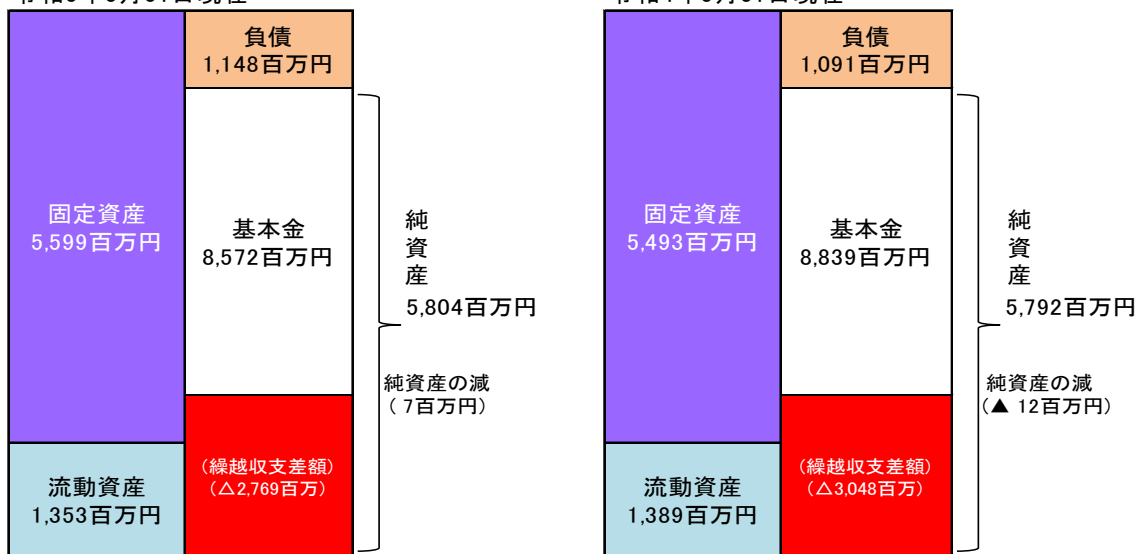 負債
1,148百万円
固定資産
5,599百万円
基本金
8,572百万円
純
資
産
5,804百万円
純資産の減
( 7百万円)
(繰越収支差額)
(△2,769百万)
流動資産
1,353百万円
負債
1,091百万円
固定資産
5,493百万円
基本金
8,839百万円
純
資
産
5,792百万円
純資産の減
(▲ 12百万円)
(繰越収支差額)
(△3,048百万)
流動資産
1,389百万円